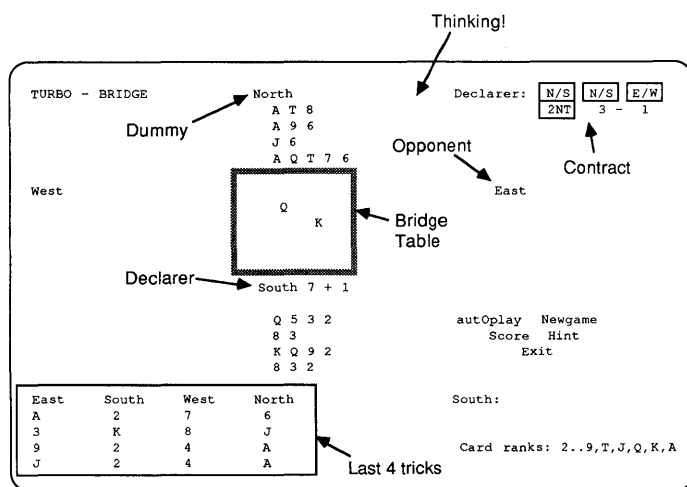 Thinking!
TURBO - BRIDGE
North
Declarer:
N/S
N/S
E/W
2NT
3 - 1
A T 8
A 9 6
J 6
A Q T 7 6
Dummy
Opponent
Contract
West
East
Q
K
Bridge
Table
Declarer
South 7 + 1
Q 5 3 2
8 3
K Q 9 2
8 3 2
autOplay Newgame
Score Hint
Exit
East South West North
A 2 7 6
3 K 8 J
9 2 4 A
J 2 4 A
Last 4 tricks
South:
Card ranks: 2..9,T,J,Q,K,A